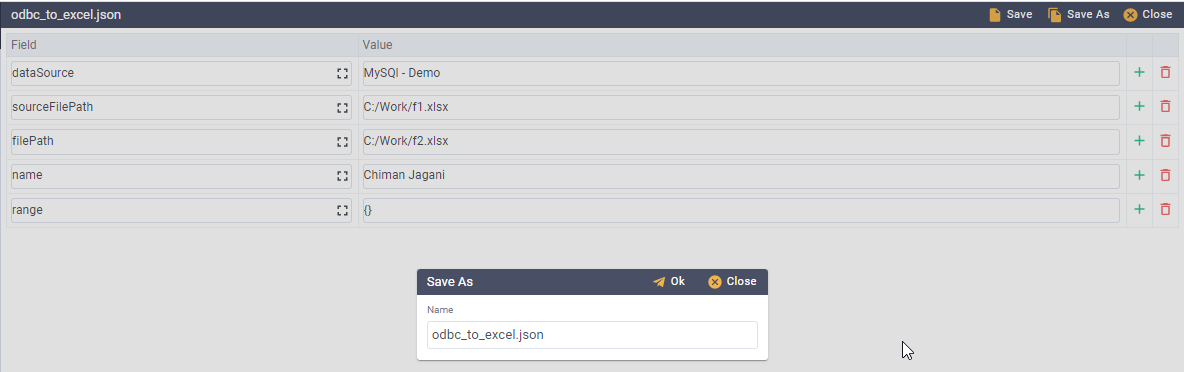 odbc_to_excel.json Save Save As Close
Field Value
dataSource MySQl - Demo
sourceFilePath C:/Work/f1.xlsx
filePath C:/Work/f2.xlsx
name Chiman Jagani
range {}
Save As Ok Close
Name
odbc_to_excel.json